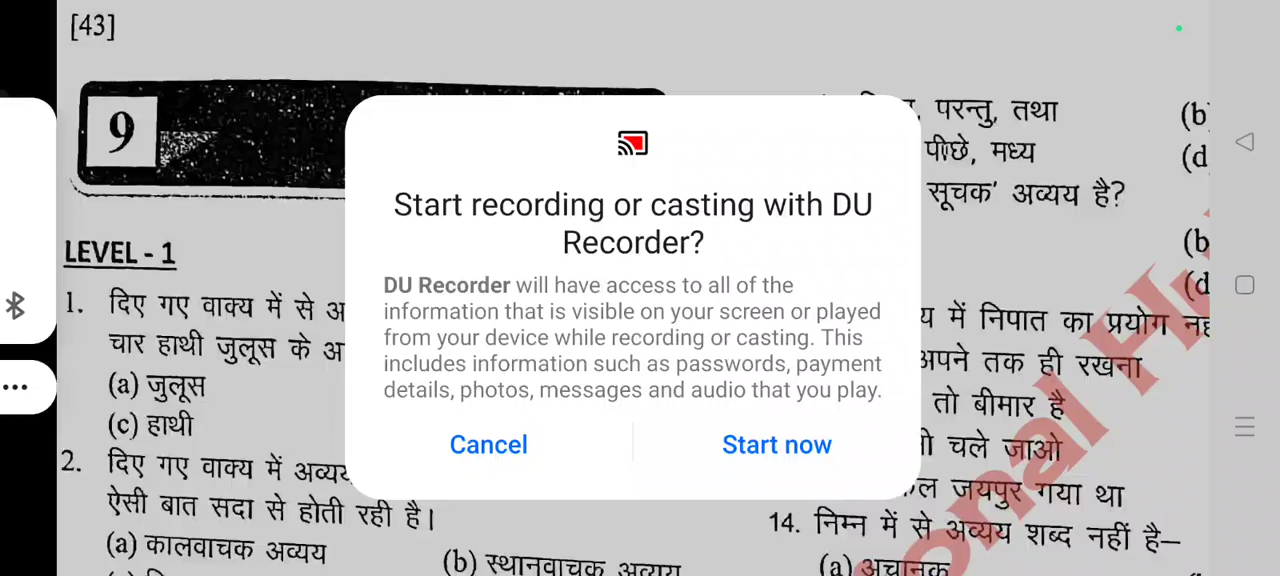 [43]
9
LEVEL - 1
1. दिए गए वाक्य में से
चार हाथी जुलूस के
(a) जुलूस
(c) हाथी
2. दिए गए वाक्य में
ऐसी बात सदा से होती रही है।
(a) कालवाचक अव्यय
(b) स्थानवाचक अव्यय
Start recording or casting with DU
Recorder?
DU Recorder will have access to all of the
information that is visible on your screen or played
from your device while recording or casting. This
includes information such as passwords, payment
details, photos, messages and audio that you play.
Cancel
Start now
परन्तु, तथा
(b)
पीछे, मध्य
(d
सूचक' अव्यय है?
(b
(d
में निपात का प्रयोग
अपने तक ही रखना
तो बीमार है
चले जाओ
जयपुर गया था
14. निम्न में से अव्यय शब्द नहीं है–
(a) अचानक